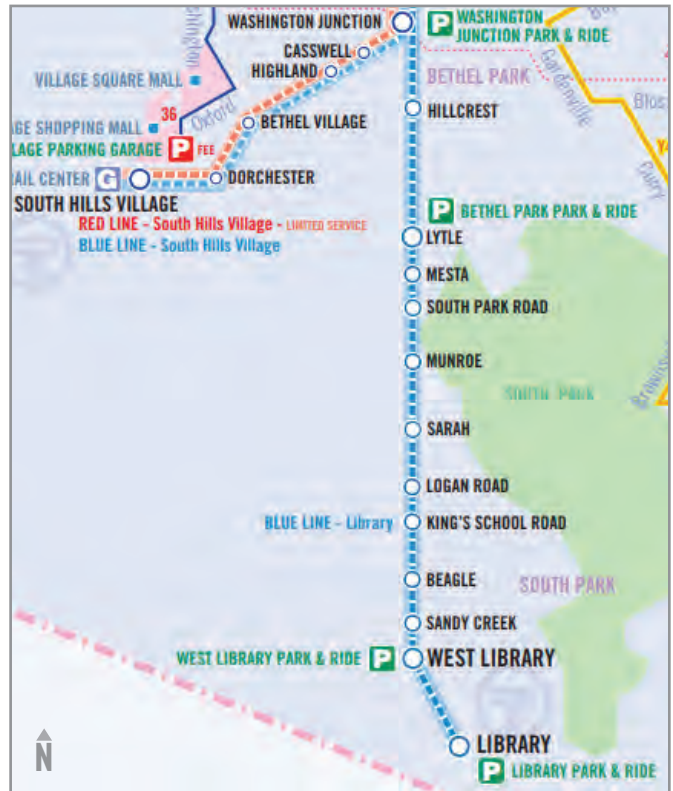 WASHINGTON JUNCTION
P WASHINGTON
JUNCTION PARK & RIDE
CASSWELL
HIGHLAND
VILLAGE SQUARE MALL
BETHEL PARK
Gardenville
HILLCREST
36
Oxford
BETHEL VILLAGE
AGE SHOPPING MALL
LAGE PARKING GARAGE P FEE
AIL CENTER G
DORCHESTER
SOUTH HILLS VILLAGE
P BETHEL PARK PARK & RIDE
RED LINE - South Hills Village - LIMITED SERVICE
BLUE LINE - South Hills Village
LYTLE
MESTA
SOUTH PARK ROAD
MUNROE
SOUTH PARK
SARAH
LOGAN ROAD
BLUE LINE - Library
KING'S SCHOOL ROAD
BEAGLE
SOUTH PARK
SANDY CREEK
WEST LIBRARY PARK & RIDE P
WEST LIBRARY
LIBRARY
P LIBRARY PARK & RIDE
N